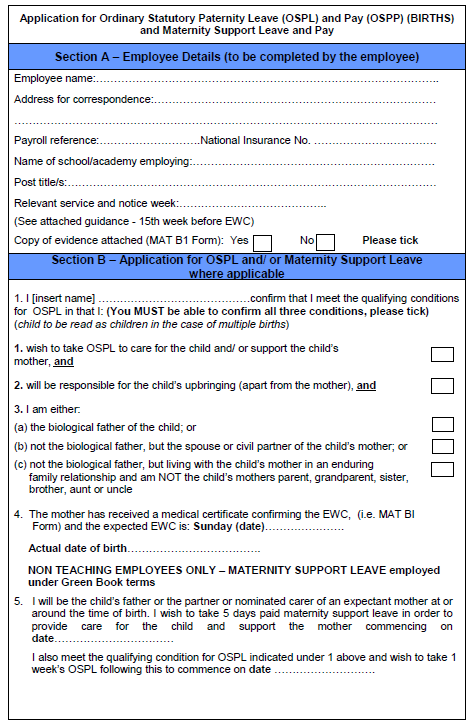 Application for Ordinary Statutory Paternity Leave (OSPL) and Pay (OSPP) (BIRTHS)
and Maternity Support Leave and Pay
Section A – Employee Details (to be completed by the employee)
Employee name:…………………………………………………………………………………..
Address for correspondence:……………………………………………………………………
………………………………………………………………………………………………………
Payroll reference:……………………….National Insurance No. …………………………….
Name of school/academy employing:………………………………………………………….
Post title/s:…………………………………………………………………………………………
Relevant service and notice week:…………………………………..
(See attached guidance - 15th week before EWC)
Copy of evidence attached (MAT B1 Form): Yes No Please tick
Section B – Application for OSPL and/ or Maternity Support Leave
where applicable
1. I [insert name] ……………………………………confirm that I meet the qualifying conditions
for OSPL in that I: (You MUST be able to confirm all three conditions, please tick)
(child to be read as children in the case of multiple births)
1. wish to take OSPL to care for the child and/ or support the child's
mother, and
2. will be responsible for the child's upbringing (apart from the mother), and
3. I am either:
(a) the biological father of the child; or
(b) not the biological father, but the spouse or civil partner of the child's mother; or
(c) not the biological father, but living with the child's mother in an enduring
family relationship and am NOT the child's mothers parent, grandparent, sister,
brother, aunt or uncle
4. The mother has received a medical certificate confirming the EWC, (i.e. MAT BI
Form) and the expected EWC is: Sunday (date)………………….
Actual date of birth……………………………….
NON TEACHING EMPLOYEES ONLY – MATERNITY SUPPORT LEAVE employed
under Green Book terms
5. I will be the child's father or the partner or nominated carer of an expectant mother at or
around the time of birth. I wish to take 5 days paid maternity support leave in order to
provide care for the child and support the mother commencing on
date……………………………
I also meet the qualifying condition for OSPL indicated under 1 above and wish to take 1
week's OSPL following this to commence on date ……………………….